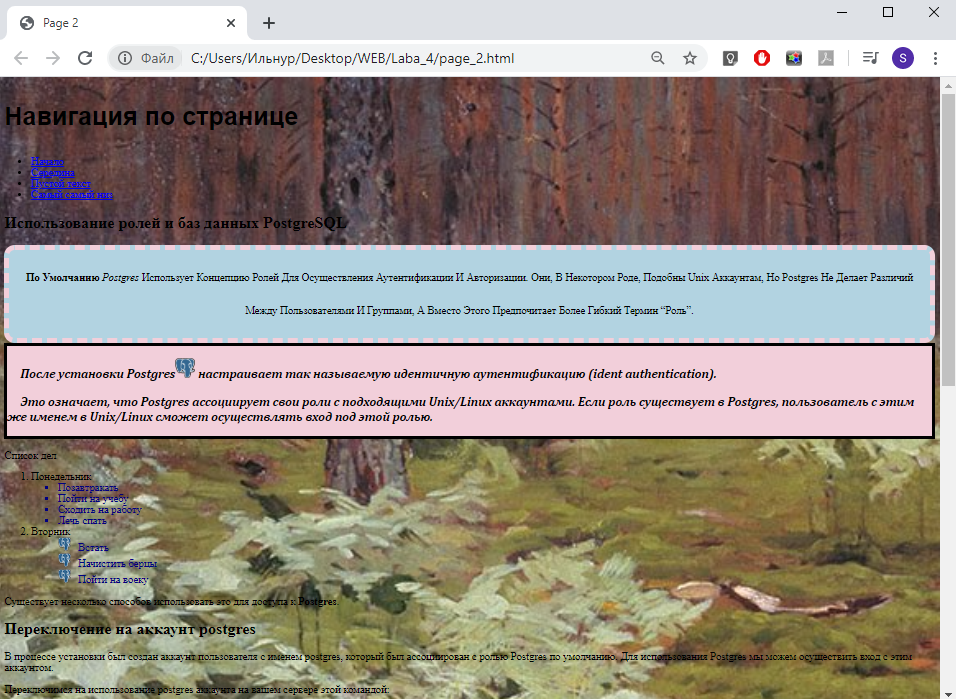 Page 2
Файл C:/Users/Ильнур/Desktop/WEB/Laba_4/page_2.html
S
Навигация по странице
Начало
Середина
Пустой текст
Самый самый низ
Использование ролей и баз данных PostgreSQL
По Умолчанию Postgres Использует Концепцию Ролей Для Осуществления Аутентификации И Авторизации. Они, В Некотором Роде, Подобны Unix Аккаунтам, Но Postgres Не Делает Различий
Между Пользователями И Группами, А Вместо Этого Предпочитает Более Гибкий Термин “Роль”.
После установки Postgres настраивает так называемую идентичную аутентификацию (ident authentication).
Это означает, что Postgres ассоциирует свои роли с подходящими Unix/Linux аккаунтами. Если роль существует в Postgres, пользователь с этим
же именем в Unix/Linux сможет осуществлять вход под этой ролью.
Список дел
1. Понедельник
Позавтракать
Пойти на учебу
Сходить на работу
Лечь спать
2. Вторник
Встать
Начистить берцы
Пойти на воеку
Существует несколько способов использовать это для доступа к Postgres.
Переключение на аккаунт postgres
В процессе установки был создан аккаунт пользователя с именем postgres, который был ассоциирован с ролью Postgres по умолчанию. Для использования Postgres мы можем осуществить вход с этим
аккаунтом.
Переключимся на использование postgres аккаунта на вашем сервере этой командой: